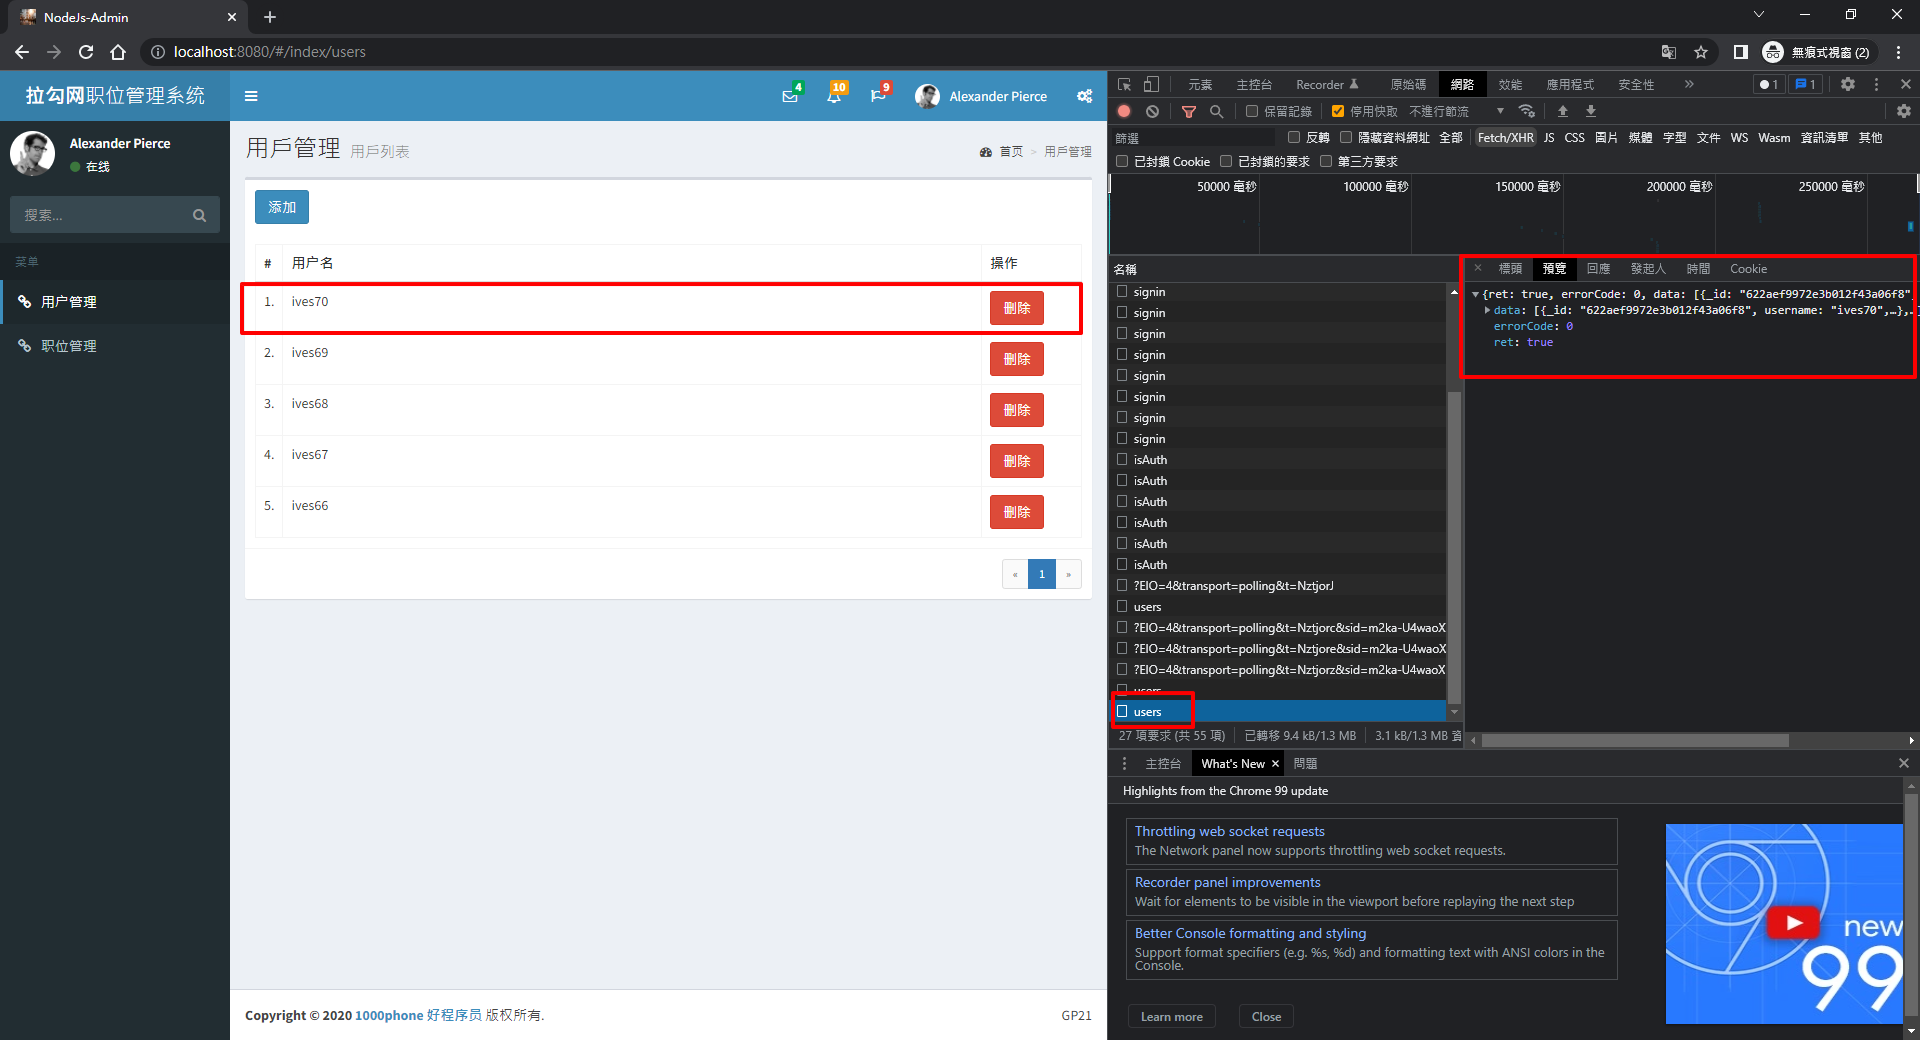 NodeJs-Admin
localhost:8080/#/index/users
無痕式視窗 (2)
拉勾网职位管理系统
4
10
9
Alexander Pierce
Alexander Pierce
在线
搜索...
菜单
用户管理
职位管理
用戶管理 用戶列表
首页 > 用戶管理
添加
# 用户名 操作
1. ives70 删除
2. ives69 删除
3. ives68 删除
4. ives67 删除
5. ives66 删除
« 1 »
Copyright © 2020 1000phone 好程序员 版权所有.
GP21
元素 主控台 Recorder 原始碼 網路 效能 應用程式 安全性 » 1 1
保留記錄 停用快取 不進行節流
篩選 反轉 隱藏資料網址 全部 Fetch/XHR JS CSS 圖片 媒體 字型 文件 WS Wasm 資訊清單 其他
已封鎖 Cookie 已封鎖的要求 第三方要求
50000 毫秒 100000 毫秒 150000 毫秒 200000 毫秒 250000 毫秒
名稱
signin
signin
signin
signin
signin
signin
signin
signin
isAuth
isAuth
isAuth
isAuth
isAuth
isAuth
?EIO=4&transport=polling&t=NztjorJ
users
?EIO=4&transport=polling&t=Nztjorc&sid=m2ka-U4waoX
?EIO=4&transport=polling&t=Nztjore&sid=m2ka-U4waoX
?EIO=4&transport=polling&t=Nztjorz&sid=m2ka-U4waoX
users
users
27 項要求 (共 55 項) 已轉移 9.4 kB/1.3 MB 3.1 kB/1.3 MB 資
標頭 預覽 回應 發起人 時間 Cookie
{ret: true, errorCode: 0, data: [{_id: "622aef9972e3b012f43a06f8",
data: [{_id: "622aef9972e3b012f43a06f8", username: "ives70",…},…]
errorCode: 0
ret: true
主控台 What's New 問題
Highlights from the Chrome 99 update
Throttling web socket requests
The Network panel now supports throttling web socket requests.
Recorder panel improvements
Wait for elements to be visible in the viewport before replaying the next step
Better Console formatting and styling
Support format specifiers (e.g. %s, %d) and formatting text with ANSI colors in the
Console.
Learn more Close
new
99